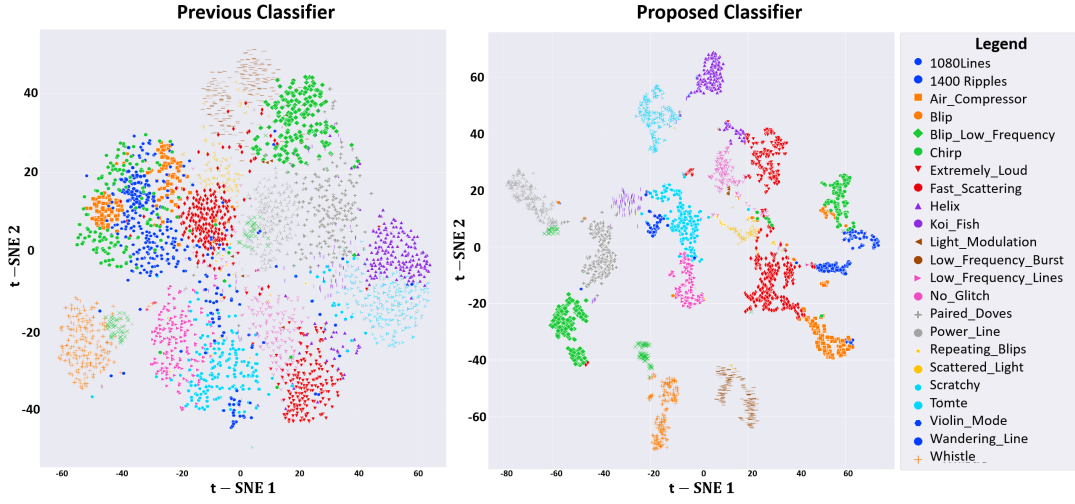 Previous Classifier
Proposed Classifier
40
20
0
-20
-40
t − SNE 2
-60
-40
-20
0
20
40
60
t − SNE 1
60
40
20
0
-20
-40
-60
t − SNE 2
-80
-60
-40
-20
0
20
40
60
t − SNE 1
Legend
1080Lines
1400 Ripples
Air_Compressor
Blip
Blip_Low_Frequency
Chirp
Extremely_Loud
Fast_Scattering
Helix
Koi_Fish
Light_Modulation
Low_Frequency_Burst
Low_Frequency_Lines
No_Glitch
Paired_Doves
Power_Line
Repeating_Blips
Scattered_Light
Scratchy
Tomte
Violin_Mode
Wandering_Line
Whistle